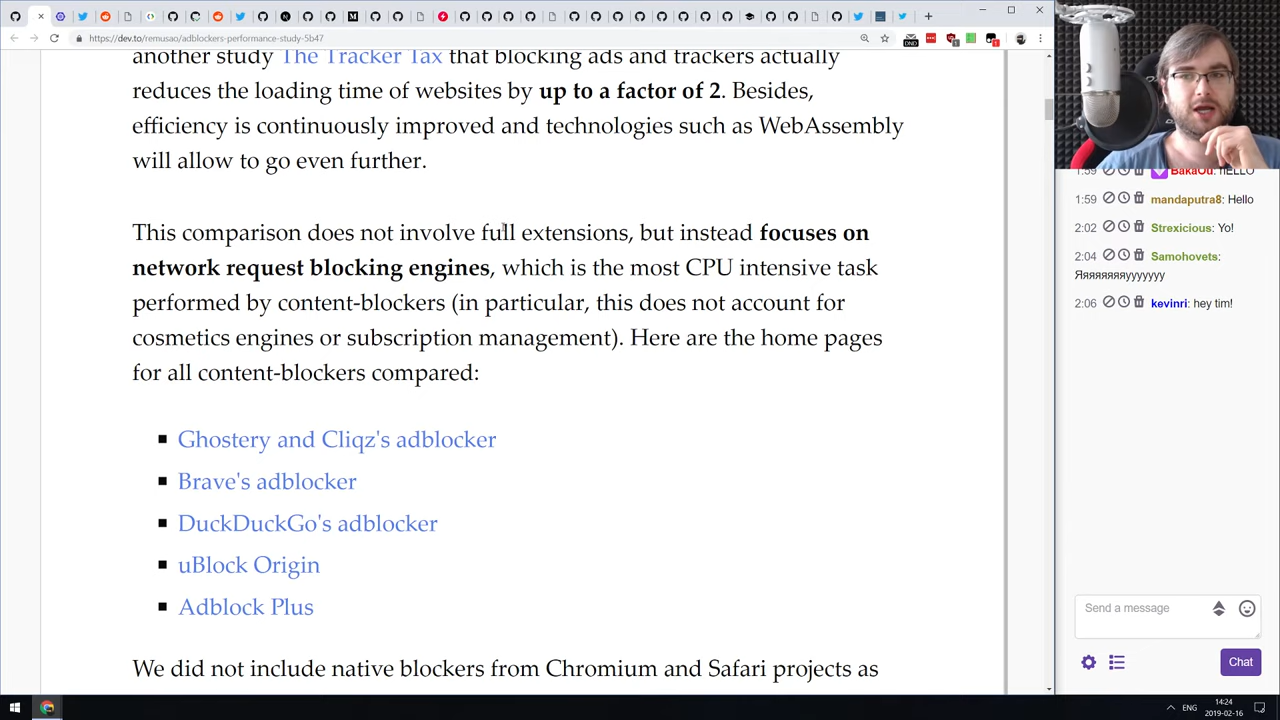 https://dev.to/remusao/adblockers-performance-study-5b47
another study The Tracker Tax that blocking ads and trackers actually
reduces the loading time of websites by up to a factor of 2. Besides,
efficiency is continuously improved and technologies such as WebAssembly
will allow to go even further.
This comparison does not involve full extensions, but instead focuses on
network request blocking engines, which is the most CPU intensive task
performed by content-blockers (in particular, this does not account for
cosmetics engines or subscription management). Here are the home pages
for all content-blockers compared:
Ghostery and Cliqz's adblocker
Brave's adblocker
DuckDuckGo's adblocker
uBlock Origin
Adblock Plus
We did not include native blockers from Chromium and Safari projects as
1:59 BakaOu: hELLO
1:59 mandaputra8: Hello
2:02 Strexicious: Yo!
2:04 Samohovets:
Яяяяяяяяууууууу
2:06 kevinri: hey tim!
Send a message
Chat
ENG
14:24
2019-02-16